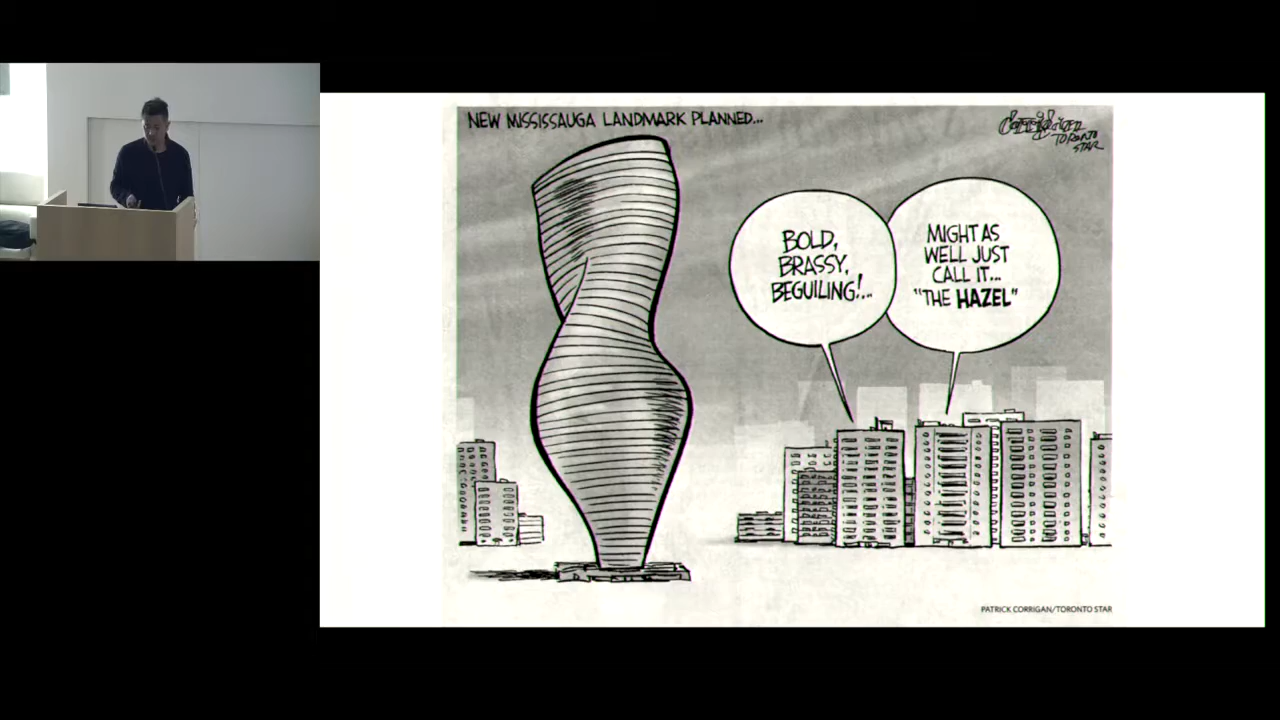 NEW MISSISSAUGA LANDMARK PLANNED...
Corrigan
TORONTO
STAR
BOLD,
BRASSY,
BEGUILING!...
MIGHT AS
WELL JUST
CALL IT...
"THE HAZEL"
PATRICK CORRIGAN/TORONTO STAR